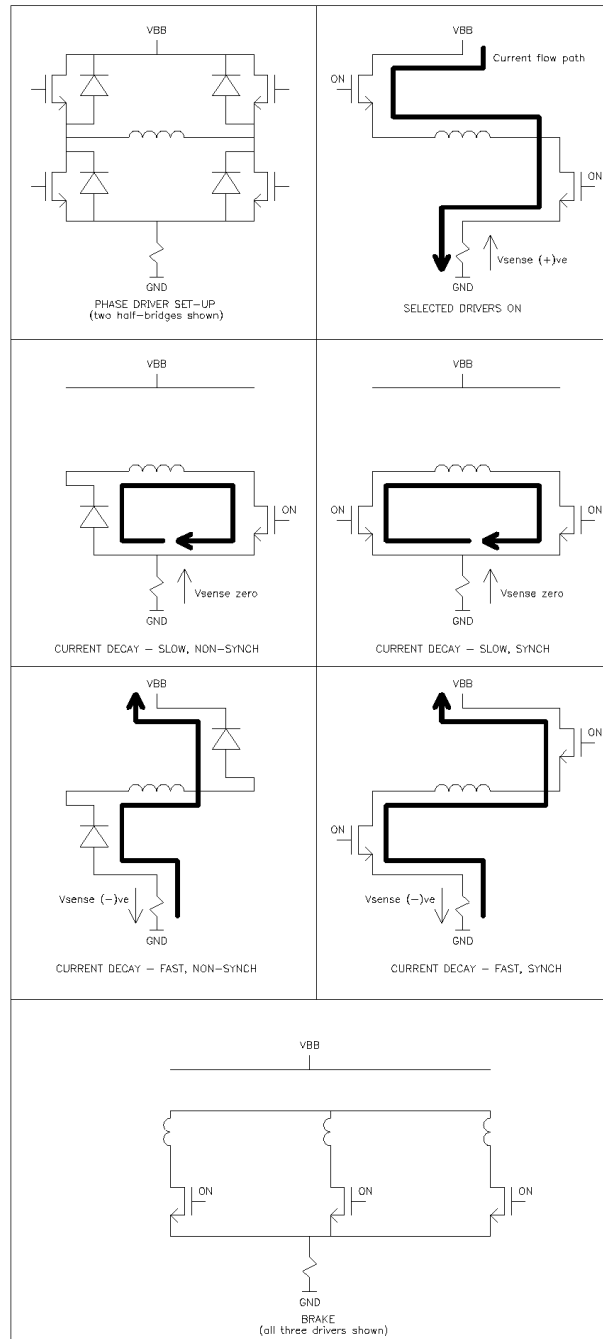 VBB
GND
PHASE DRIVER SET-UP
(two half-bridges shown)
VBB
Current flow path
ON
ON
Vsense (+)ve
GND
SELECTED DRIVERS ON
VBB
ON
Vsense zero
GND
CURRENT DECAY - SLOW, NON-SYNCH
VBB
ON
ON
Vsense zero
GND
CURRENT DECAY - SLOW, SYNCH
VBB
Vsense (-)ve
GND
CURRENT DECAY - FAST, NON-SYNCH
VBB
ON
ON
Vsense (-)ve
GND
CURRENT DECAY - FAST, SYNCH
VBB
ON
ON
ON
GND
BRAKE
(all three drivers shown)